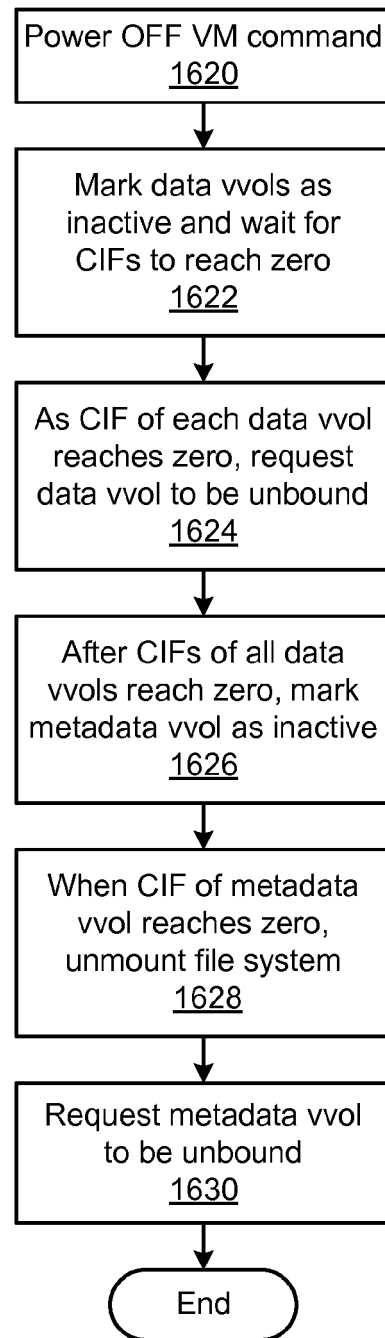 Power OFF VM command
1620
Mark data vvols as
inactive and wait for
CIFs to reach zero
1622
As CIF of each data vvol
reaches zero, request
data vvol to be unbound
1624
After CIFs of all data
vvols reach zero, mark
metadata vvol as inactive
1626
When CIF of metadata
vvol reaches zero,
unmount file system
1628
Request metadata vvol
to be unbound
1630
End